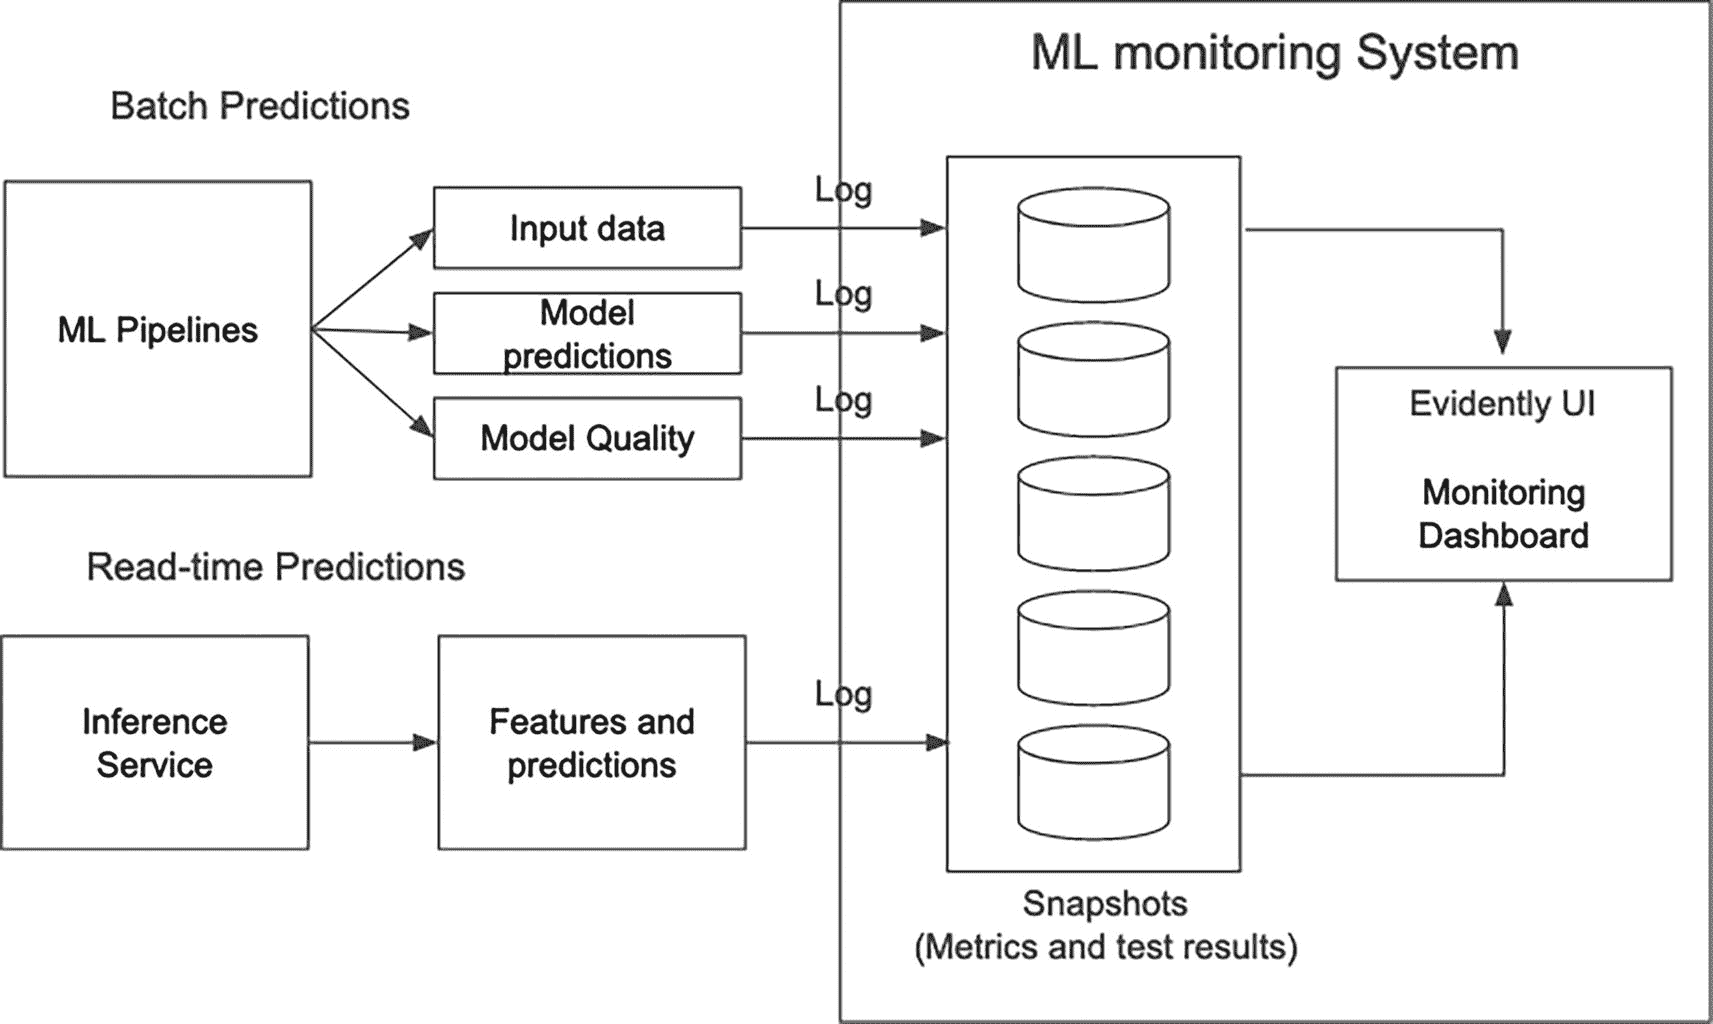 ML monitoring System
Batch Predictions
ML Pipelines
Input data
Model
predictions
Model Quality
Log
Log
Log
Read-time Predictions
Inference
Service
Features and
predictions
Log
Snapshots
(Metrics and test results)
Evidently UI
Monitoring
Dashboard